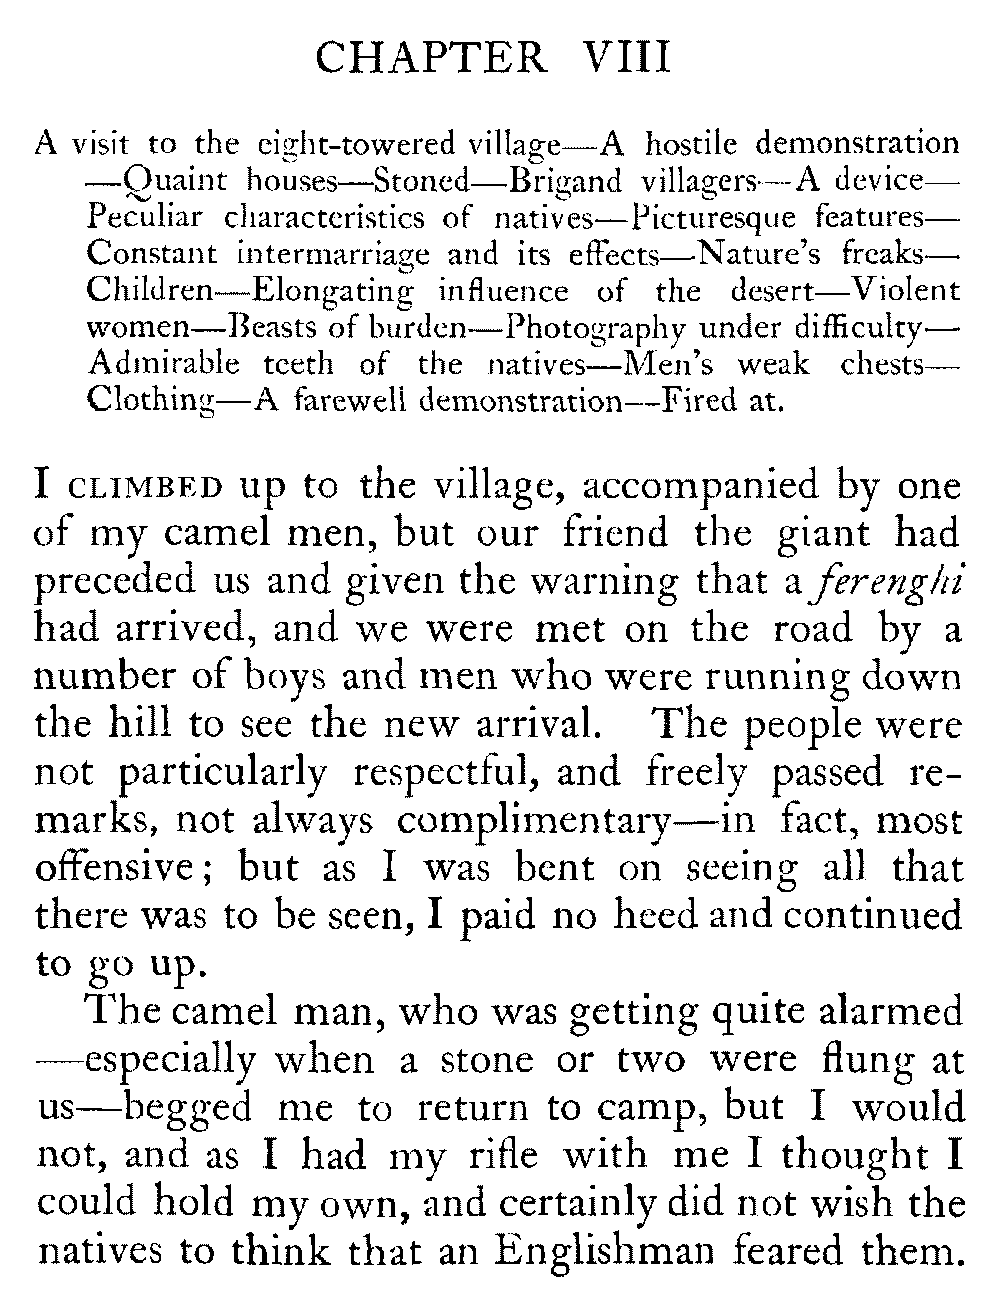 CHAPTER VIII
A visit to the eight-towered village—A hostile demonstration
—Quaint houses—Stoned—Brigand villagers—A device—
Peculiar characteristics of natives—Picturesque features—
Constant intermarriage and its effects—Nature's freaks—
Children—Elongating influence of the desert—Violent
women—Beasts of burden—Photography under difficulty—
Admirable teeth of the natives—Men's weak chests—
Clothing—A farewell demonstration—Fired at.
I CLIMBED up to the village, accompanied by one
of my camel men, but our friend the giant had
preceded us and given the warning that a ferenghi
had arrived, and we were met on the road by a
number of boys and men who were running down
the hill to see the new arrival. The people were
not particularly respectful, and freely passed re-
marks, not always complimentary—in fact, most
offensive; but as I was bent on seeing all that
there was to be seen, I paid no heed and continued
to go up.
The camel man, who was getting quite alarmed
—especially when a stone or two were flung at
us—begged me to return to camp, but I would
not, and as I had my rifle with me I thought I
could hold my own, and certainly did not wish the
natives to think that an Englishman feared them.